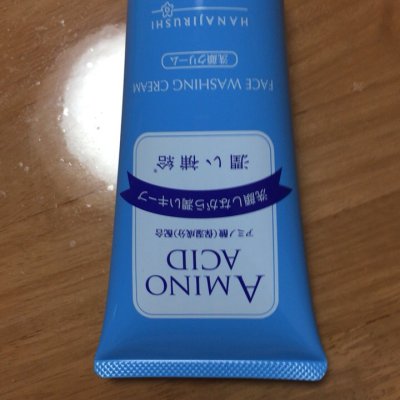 AMINO
ACID
アミノ酸(保湿成分)配合
洗顔しながら潤いキープ
潤い補給*
FACE WASHING CREAM
洗顔クリーム
HANAJIRUSHI